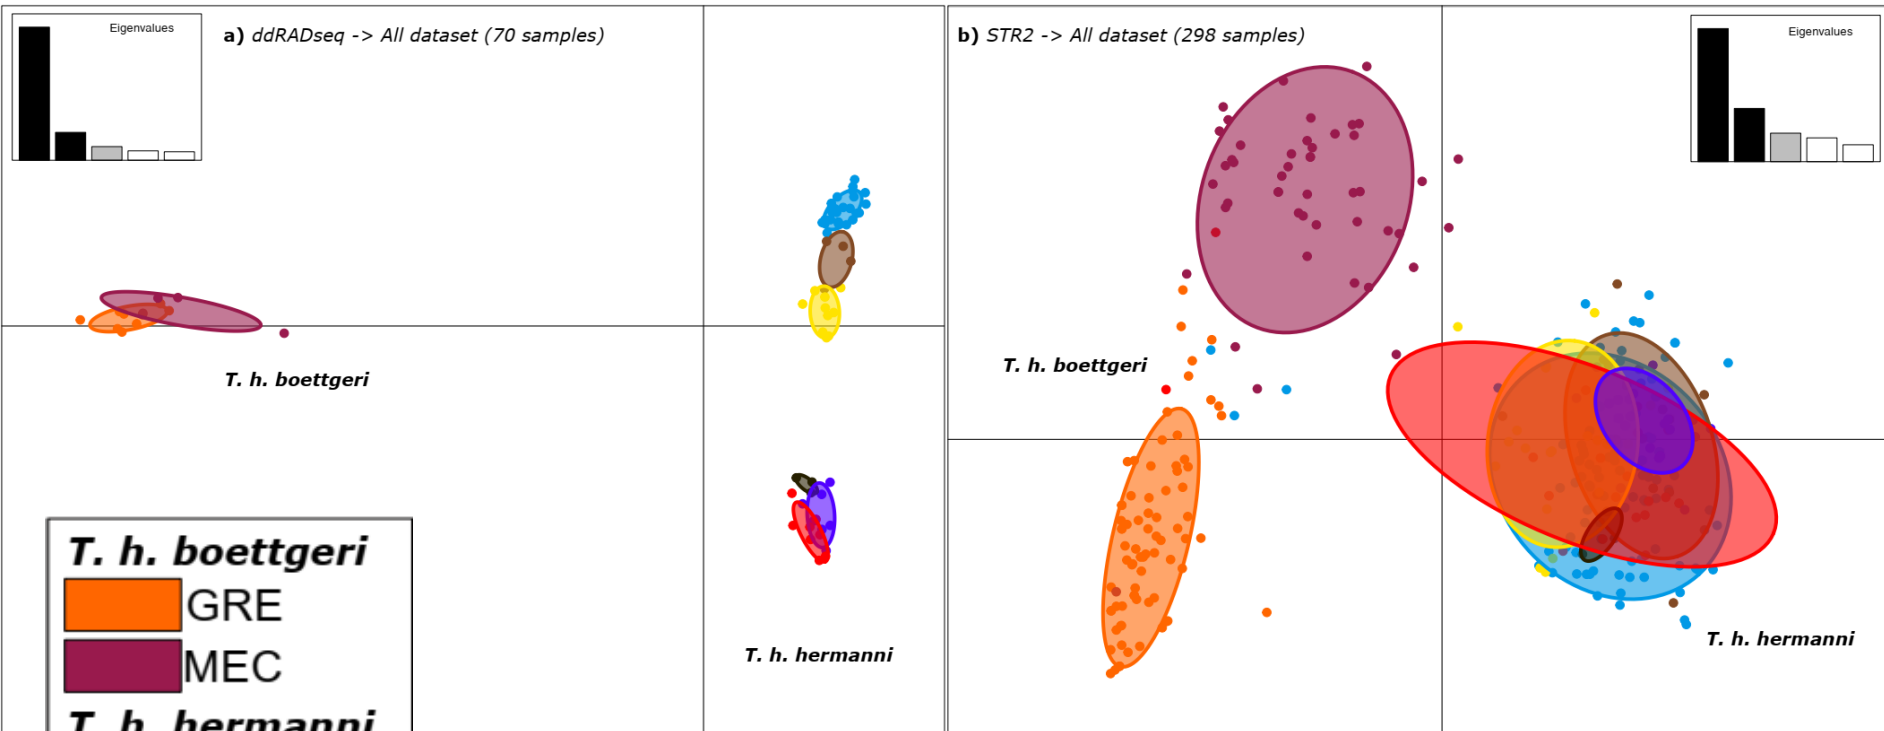 Eigenvalues
a) ddRADseq -> All dataset (70 samples)
T. h. boettgeri
T. h. hermanni
T. h. boettgeri
GRE
MEC
T. h. hermanni
b) STR2 -> All dataset (298 samples)
Eigenvalues
T. h. boettgeri
T. h. hermanni